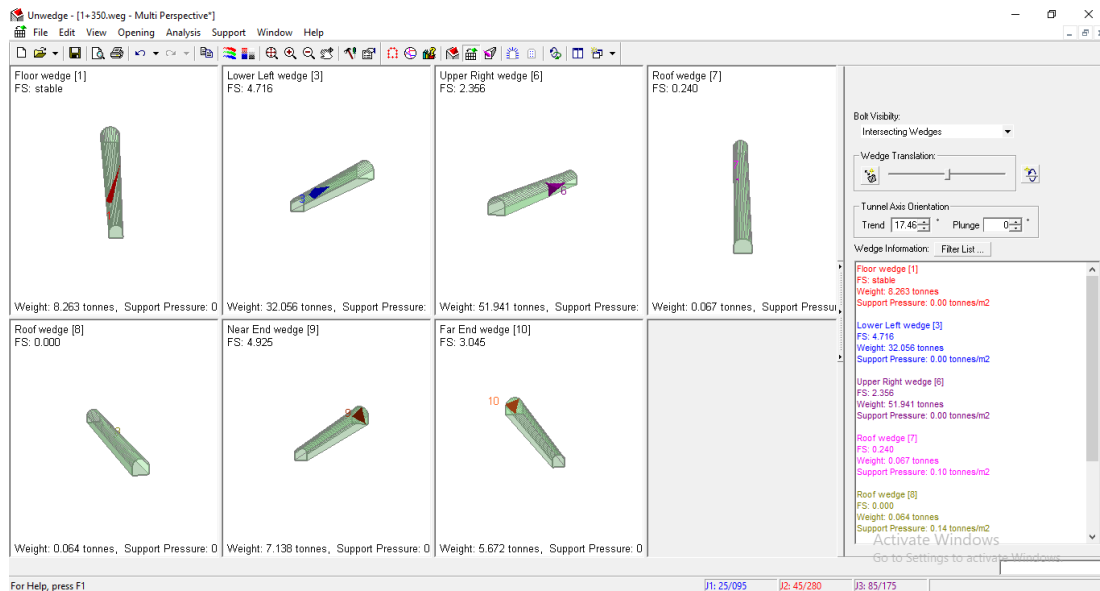 Unwedge - [1+350.weg - Multi Perspective*]
File Edit View Opening Analysis Support Window Help
Floor wedge [1]
FS: stable
Weight: 8.263 tonnes, Support Pressure: 0
Lower Left wedge [3]
FS: 4.716
3
Weight: 32.056 tonnes, Support Pressure:
Upper Right wedge [6]
FS: 2.356
6
Weight: 51.941 tonnes, Support Pressure:
Roof wedge [7]
FS: 0.240
Weight: 0.067 tonnes, Support Pressu
Roof wedge [8]
FS: 0.000
Weight: 0.064 tonnes, Support Pressure: 0
Near End wedge [9]
FS: 4.925
9
Weight: 7.138 tonnes, Support Pressure: 0
Far End wedge [10]
FS: 3.045
10
Weight: 5.672 tonnes, Support Pressure: 0
Bolt Visibilty:
Intersecting Wedges
Wedge Translation:
Tunnel Axis Orientation
Trend 17.46 ° Plunge 0 °
Wedge Information: Filter List ...
Floor wedge [1]
FS: stable
Weight: 8.263 tonnes
Support Pressure: 0.00 tonnes/m2
Lower Left wedge [3]
FS: 4.716
Weight: 32.056 tonnes
Support Pressure: 0.00 tonnes/m2
Upper Right wedge [6]
FS: 2.356
Weight: 51.941 tonnes
Support Pressure: 0.00 tonnes/m2
Roof wedge [7]
FS: 0.240
Weight: 0.067 tonnes
Support Pressure: 0.10 tonnes/m2
Roof wedge [8]
FS: 0.000
Weight: 0.064 tonnes
Support Pressure: 0.14 tonnes/m2
Activate Windows
Go to Settings to activate Windows.
For Help, press F1
J1: 25/095 J2: 45/280 J3: 85/175